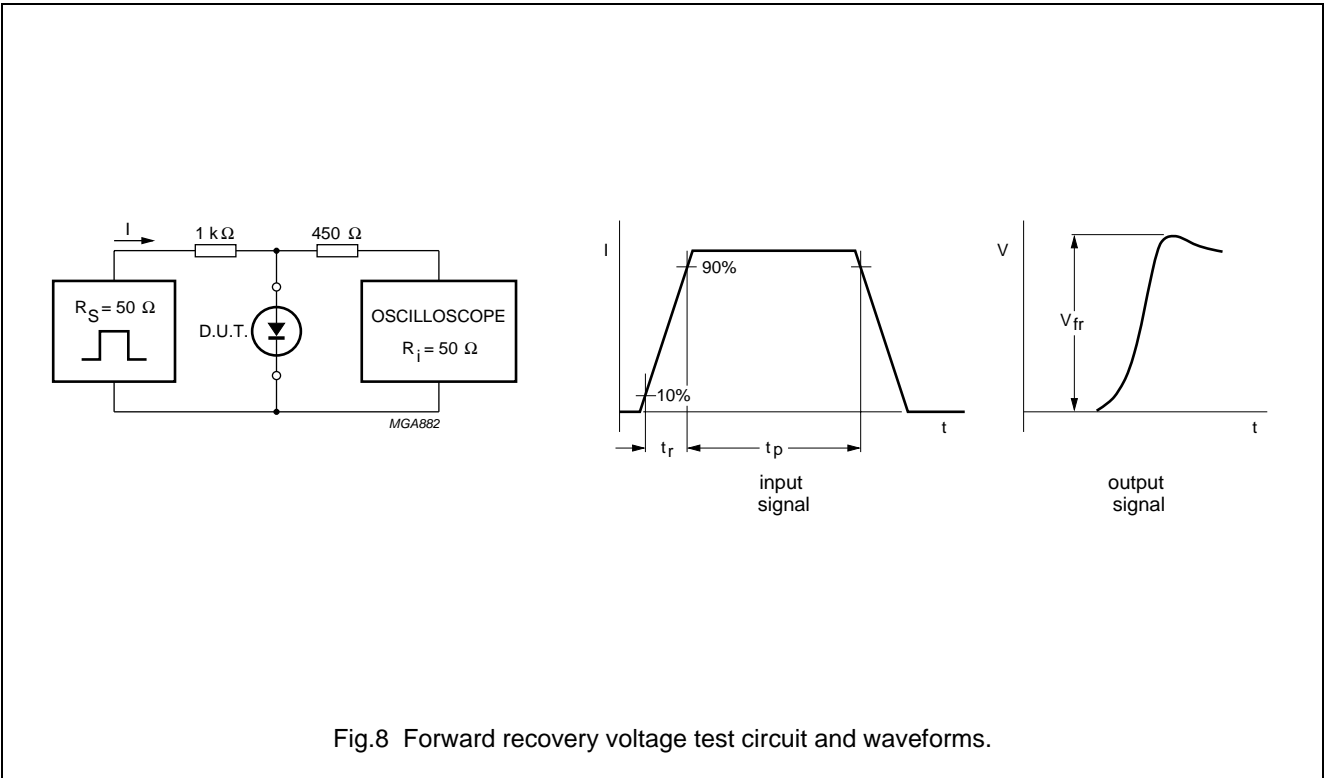 I
1 kΩ
450 Ω
R_S = 50 Ω
D.U.T.
OSCILLOSCOPE
R_i = 50 Ω
MGA882
I
90%
10%
t
t_r
t_p
input
signal
V
V_fr
t
output
signal
Fig.8 Forward recovery voltage test circuit and waveforms.